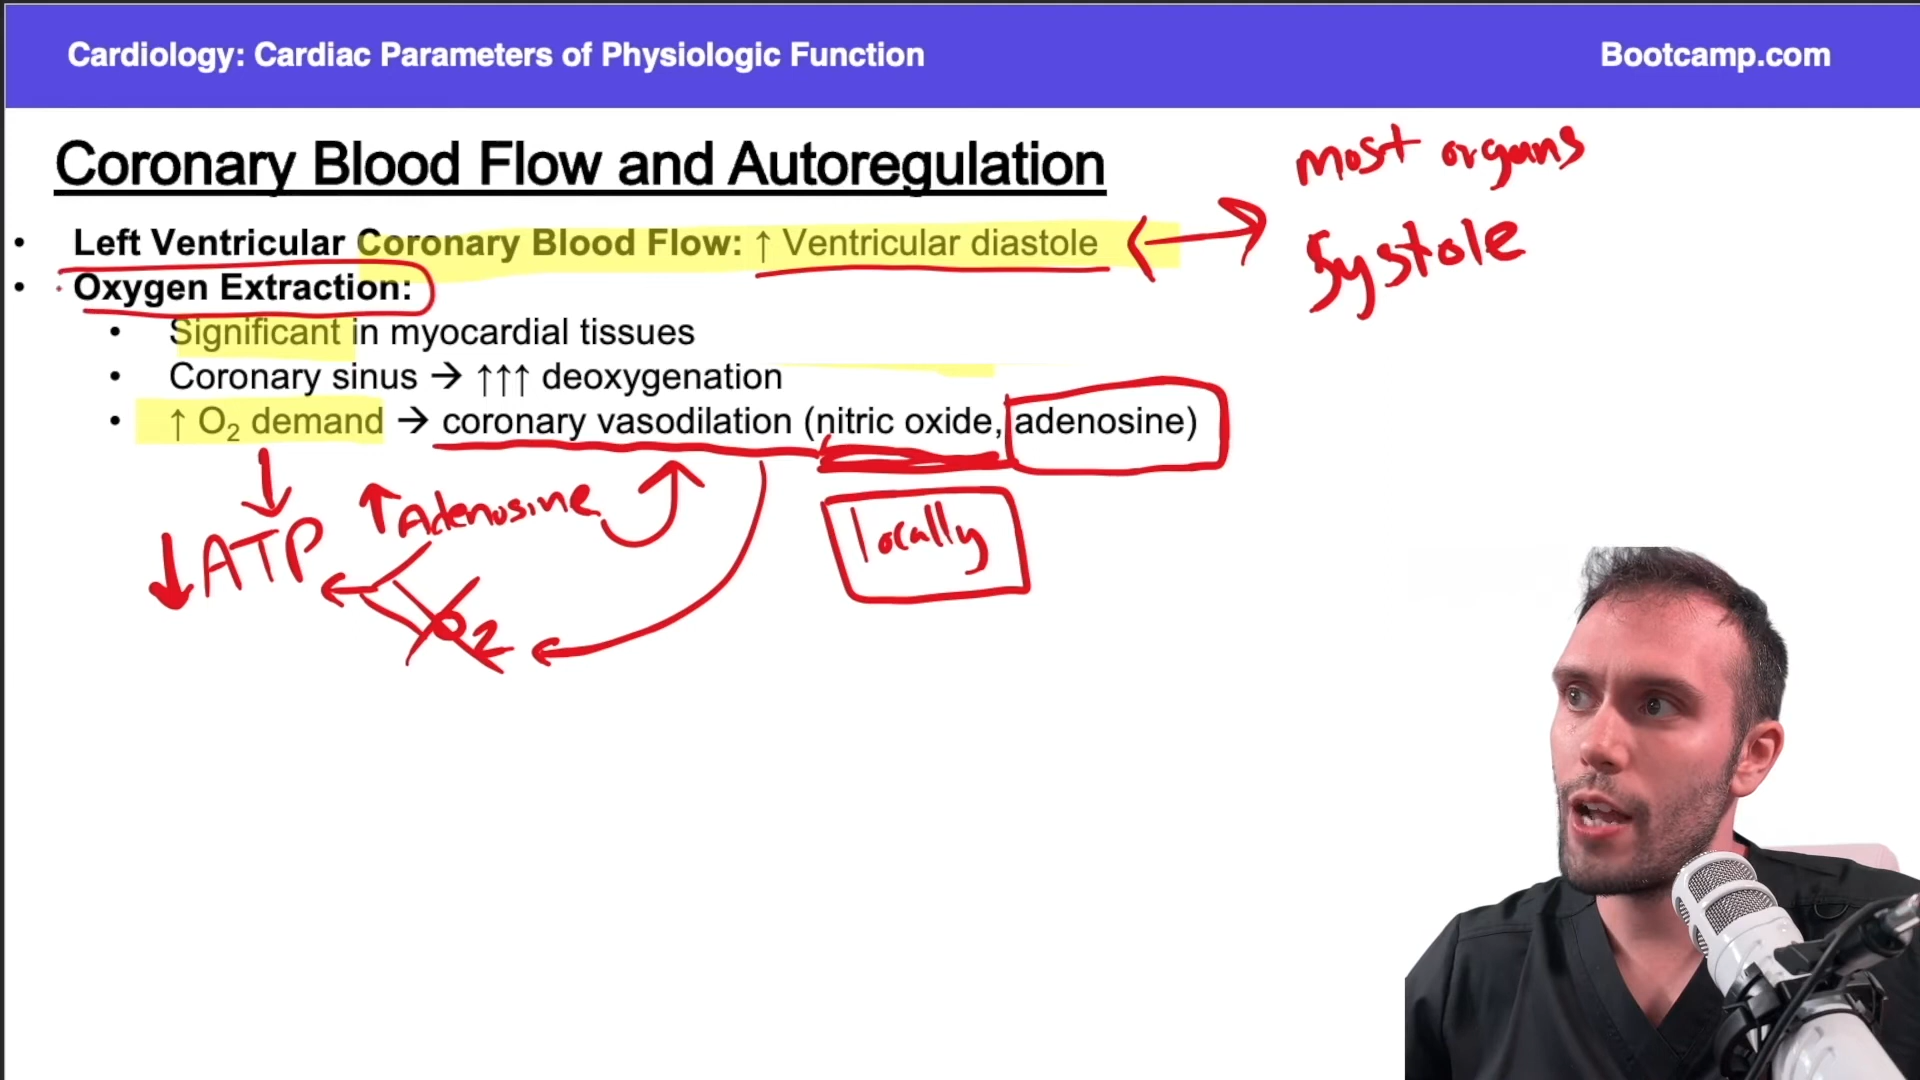 Cardiology: Cardiac Parameters of Physiologic Function
Bootcamp.com
Coronary Blood Flow and Autoregulation
most organs
systole
• Left Ventricular Coronary Blood Flow: ↑ Ventricular diastole
• Oxygen Extraction:
• Significant in myocardial tissues
• Coronary sinus → ↑↑↑ deoxygenation
• ↑ O₂ demand → coronary vasodilation (nitric oxide, adenosine)
↑ Adenosine
locally
↓ ATP
O2